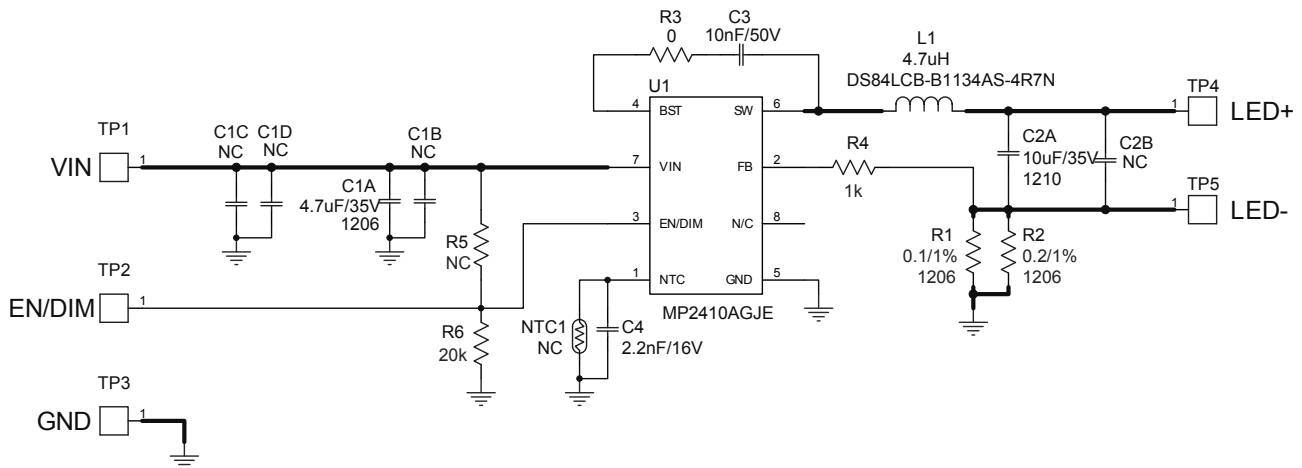 R3
0
C3
10nF/50V
L1
4.7uH
DS84LCB-B1134AS-4R7N
U1
4
BST
SW
6
1
TP4
LED+
TP1
VIN
1
C1C
NC
C1D
NC
C1B
NC
C1A
4.7uF/35V
1206
7
VIN
FB
2
R4
1k
C2A
10uF/35V
1210
C2B
NC
TP5
1
LED-
3
EN/DIM
N/C
8
R5
NC
R1
0.1/1%
1206
R2
0.2/1%
1206
TP2
EN/DIM
1
1
NTC
GND
5
MP2410AGJE
R6
20k
NTC1
NC
C4
2.2nF/16V
TP3
GND
1